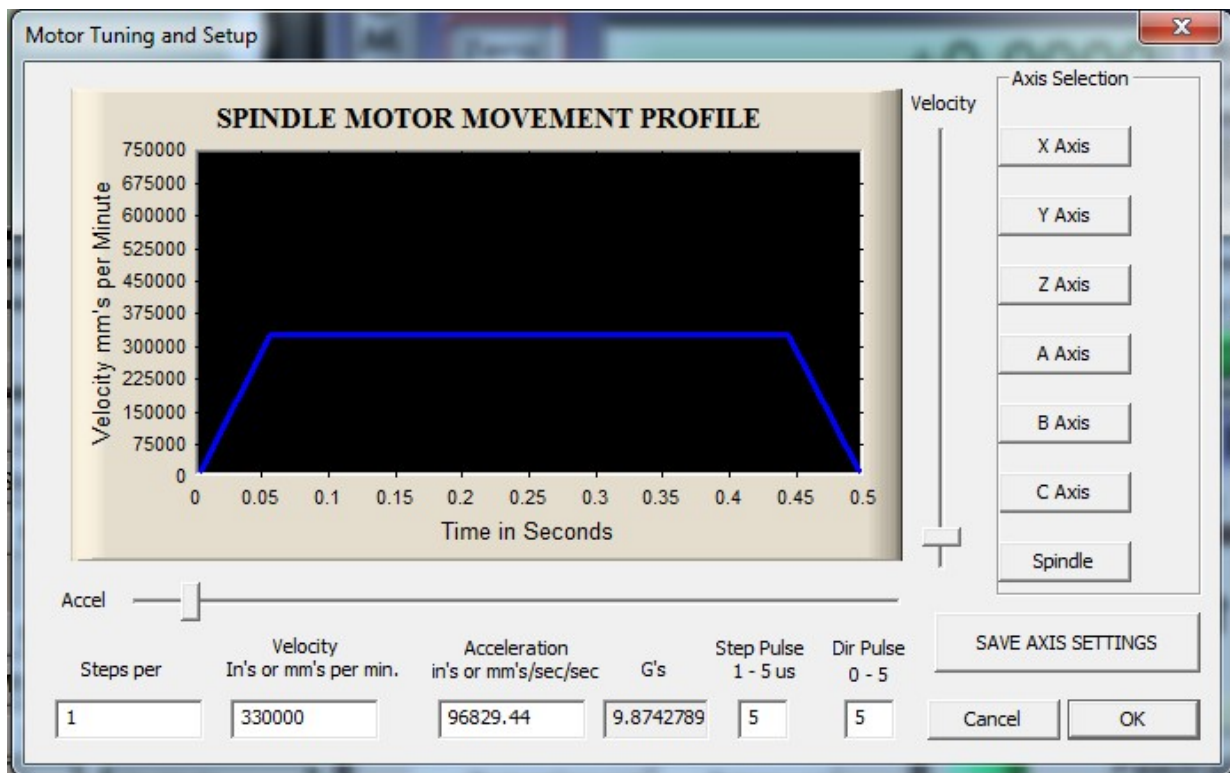 Motor Tuning and Setup
SPINDLE MOTOR MOVEMENT PROFILE
Velocity mm's per Minute
750000
675000
600000
525000
450000
375000
300000
225000
150000
75000
0
0 0.05 0.1 0.15 0.2 0.25 0.3 0.35 0.4 0.45 0.5
Time in Seconds
Velocity
Axis Selection
X Axis
Y Axis
Z Axis
A Axis
B Axis
C Axis
Spindle
Accel
Steps per
1
Velocity
In's or mm's per min.
330000
Acceleration
in's or mm's/sec/sec
96829.44
G's
9.8742789
Step Pulse
1 - 5 us
5
Dir Pulse
0 - 5
5
SAVE AXIS SETTINGS
Cancel
OK